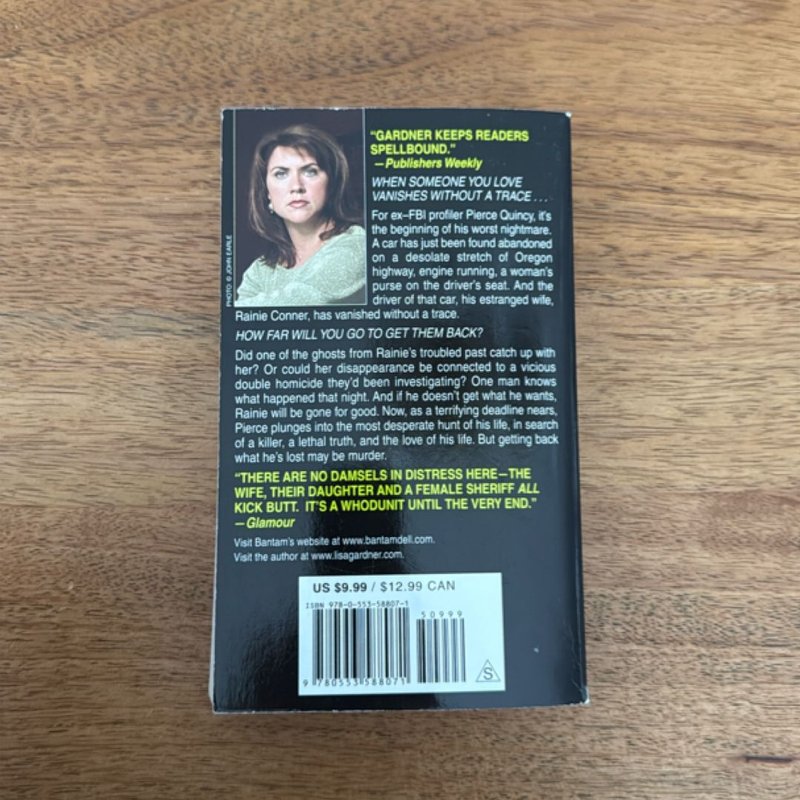 PHOTO © JOHN EARLE
"GARDNER KEEPS READERS
SPELLBOUND."
—Publishers Weekly
WHEN SOMEONE YOU LOVE
VANISHES WITHOUT A TRACE . . .
For ex–FBI profiler Pierce Quincy, it's
the beginning of his worst nightmare.
A car has just been found abandoned
on a desolate stretch of Oregon
highway, engine running, a woman's
purse on the driver's seat. And the
driver of that car, his estranged wife,
Rainie Conner, has vanished without a trace.
HOW FAR WILL YOU GO TO GET THEM BACK?
Did one of the ghosts from Rainie's troubled past catch up with
her? Or could her disappearance be connected to a vicious
double homicide they'd been investigating? One man knows
what happened that night. And if he doesn't get what he wants,
Rainie will be gone for good. Now, as a terrifying deadline nears,
Pierce plunges into the most desperate hunt of his life, in search
of a killer, a lethal truth, and the love of his life. But getting back
what he's lost may be murder.
"THERE ARE NO DAMSELS IN DISTRESS HERE—THE
WIFE, THEIR DAUGHTER AND A FEMALE SHERIFF ALL
KICK BUTT. IT'S A WHODUNIT UNTIL THE VERY END."
—Glamour
Visit Bantam's website at www.bantamdell.com.
Visit the author at www.lisagardner.com.
US $9.99 / $12.99 CAN
ISBN 978-0-553-58807-1
50999
9 780553 588071
S